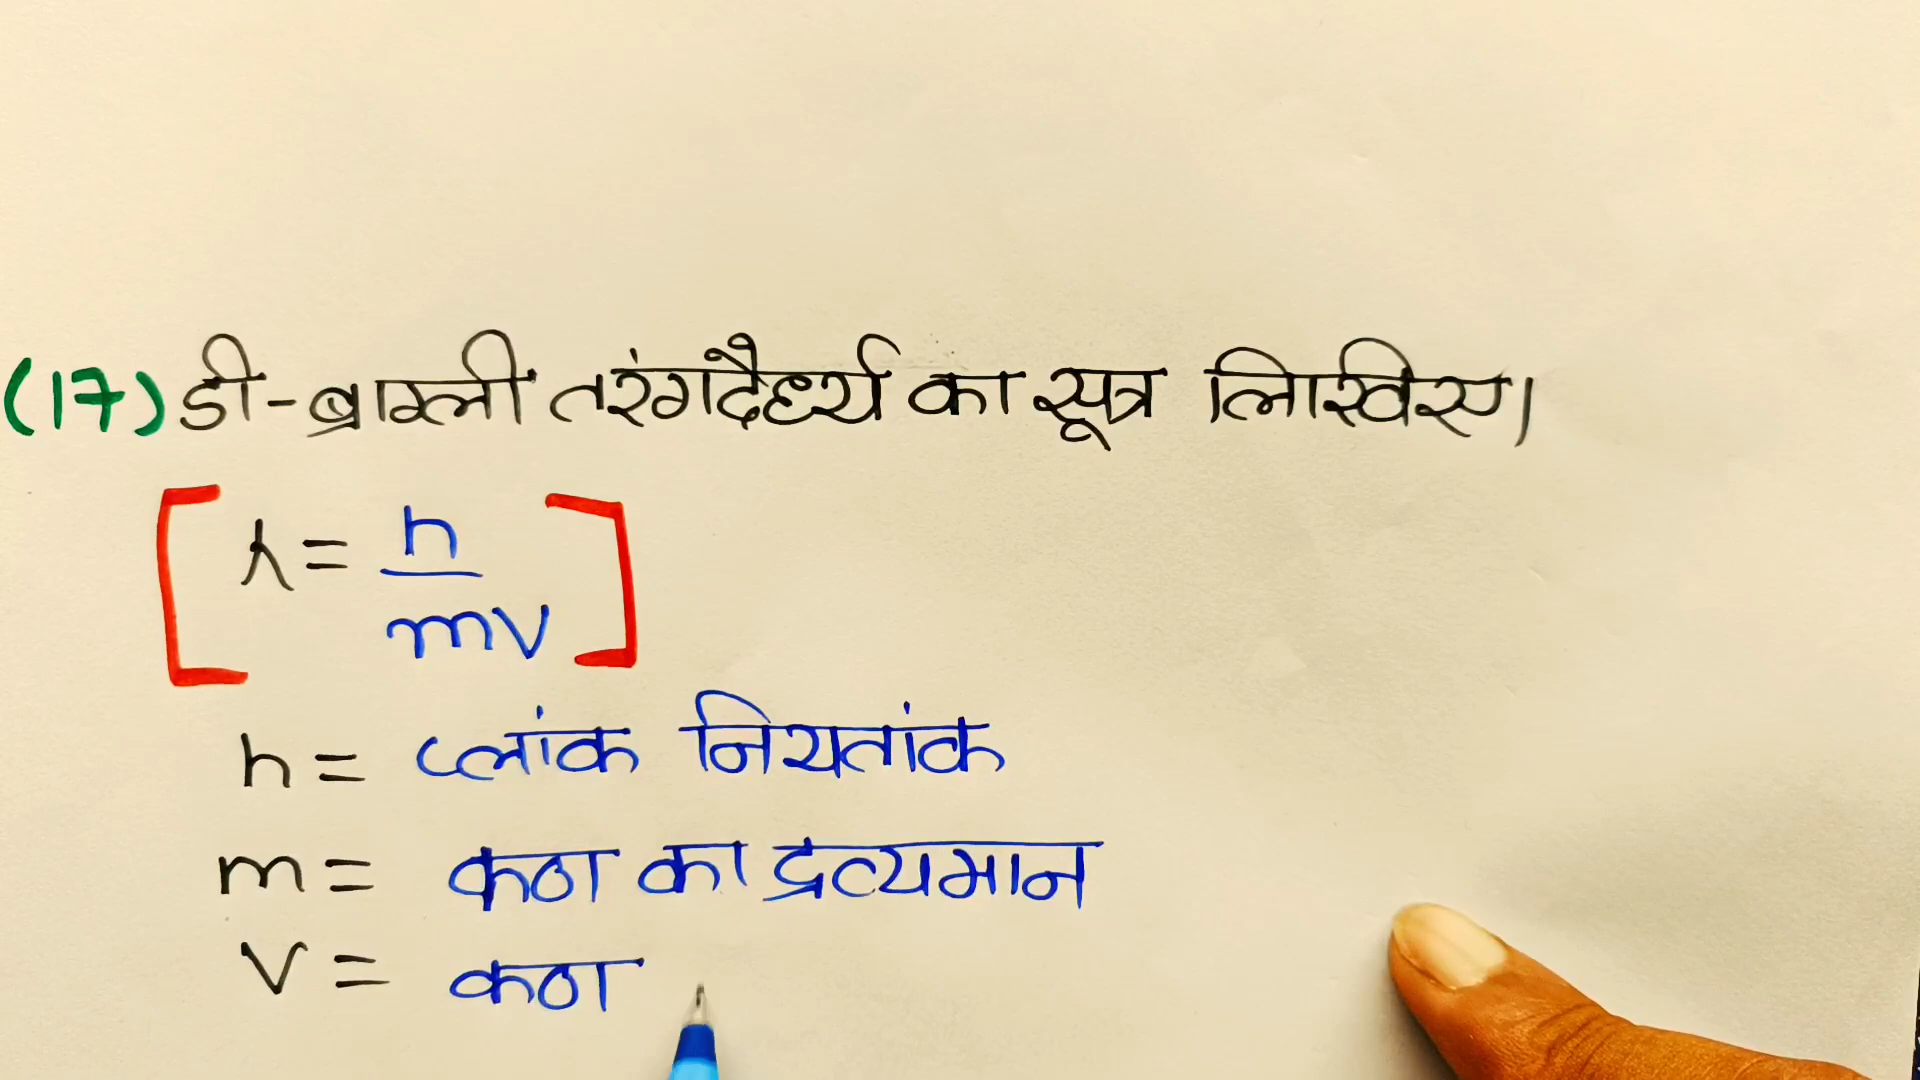 (17) डी-ब्राग्ली तरंगदैर्ध्य का सूत्र लिखिए।
[λ = h/mv]
h = प्लांक नियतांक
m = कण का द्रव्यमान
v = कण